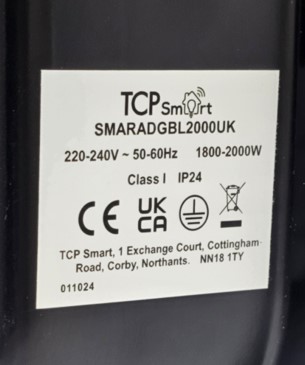 TCP Smart
SMARADGBL2000UK
220-240V ~ 50-60Hz 1800-2000W
Class I IP24
CE UK CA
TCP Smart, 1 Exchange Court, Cottingham
Road, Corby, Northants. NN18 1TY
011024